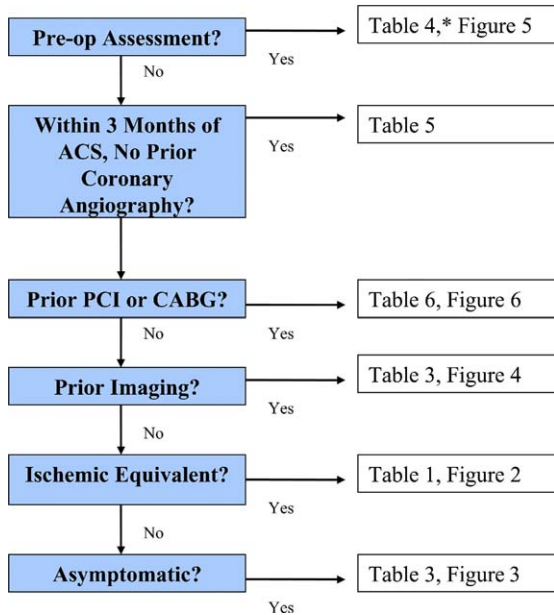 Pre-op Assessment?
Table 4,* Figure 5
No
Yes
Within 3 Months of
ACS, No Prior
Coronary
Angiography?
Table 5
Yes
Prior PCI or CABG?
Table 6, Figure 6
No
Yes
Prior Imaging?
Table 3, Figure 4
Yes
No
Ischemic Equivalent?
Table 1, Figure 2
Yes
No
Asymptomatic?
Table 3, Figure 3
Yes